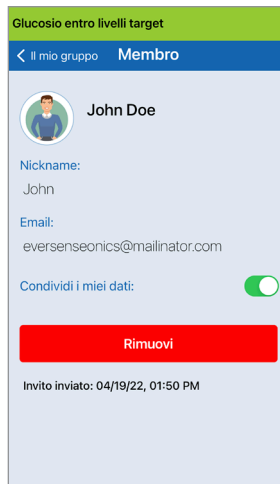 Glucosio entro livelli target
Il mio gruppo Membro
John Doe
Nickname:
John
Email:
eversenseonics@mailinator.com
Condividi i miei dati:
Rimuovi
Invito inviato: 04/19/22, 01:50 PM